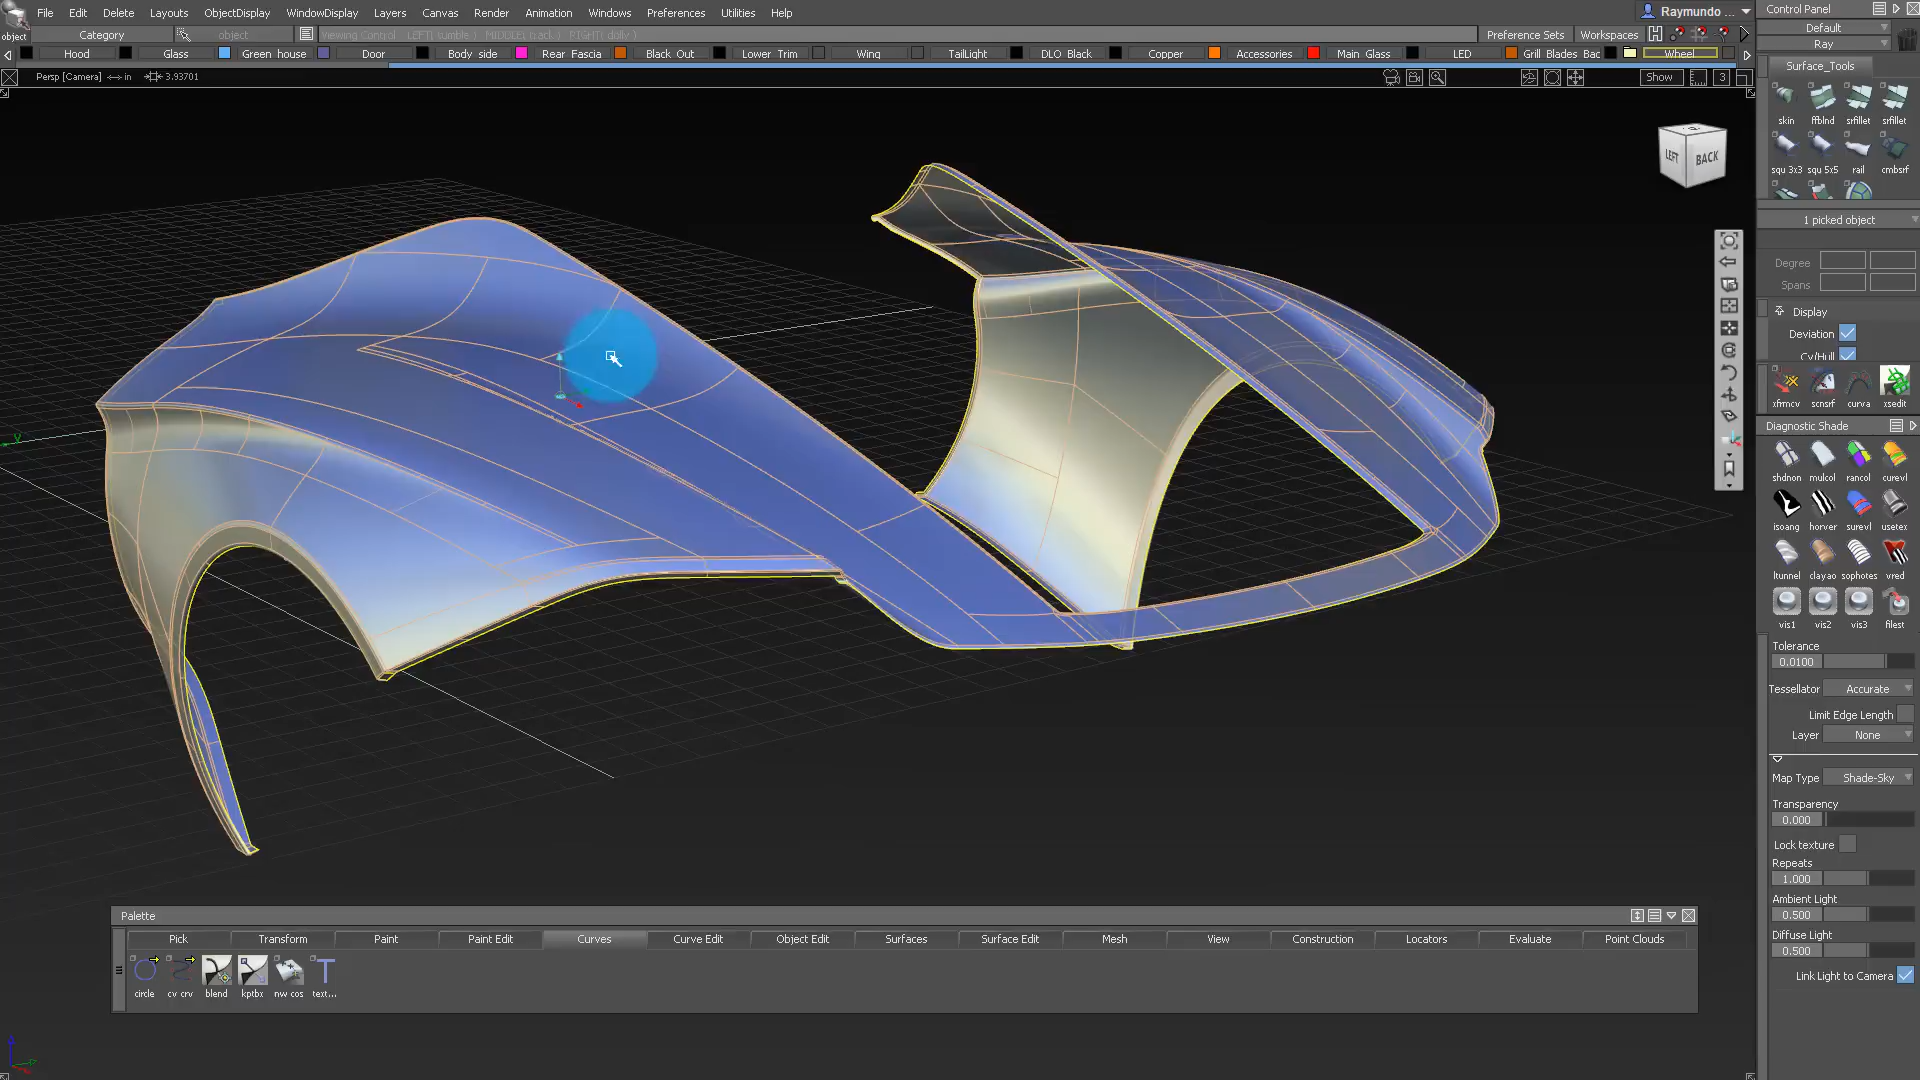 File Edit Delete Layouts ObjectDisplay WindowDisplay Layers Canvas Render Animation Windows Preferences Utilities Help
Raymundo ...
object Category object
Preference Sets Workspaces
Hood Glass Green house Door Body side Rear Fascia Black Out Lower Trim Wing TailLight DLO Black Copper Accessories Main Glass LED Grill Blades Bac Wheel
Persp [Camera] in 3.93701
Show 3
LEFT BACK
y
Control Panel
Default
Ray
Surface_Tools
skin ffblnd srfillet srfillet
squ 3x3 squ 5x5 rail cmbsrf
1 picked object
Degree
Spans
Display
Deviation
Cv/Hull
xfrmcv scnsrf curva xsedit
Diagnostic Shade
shdnon mulcol rancol curevl
isoang horver surevl usetex
ltunnel clayao sophotes vred
vis1 vis2 vis3 filest
Tolerance
0.0100
Tessellator Accurate
Limit Edge Length
Layer None
Map Type Shade-Sky
Transparency
0.000
Lock texture
Repeats
1.000
Ambient Light
0.500
Diffuse Light
0.500
Link Light to Camera
Palette
Pick Transform Paint Paint Edit Curves Curve Edit Object Edit Surfaces Surface Edit Mesh View Construction Locators Evaluate Point Clouds
circle cv crv blend kptbx nw cos text...